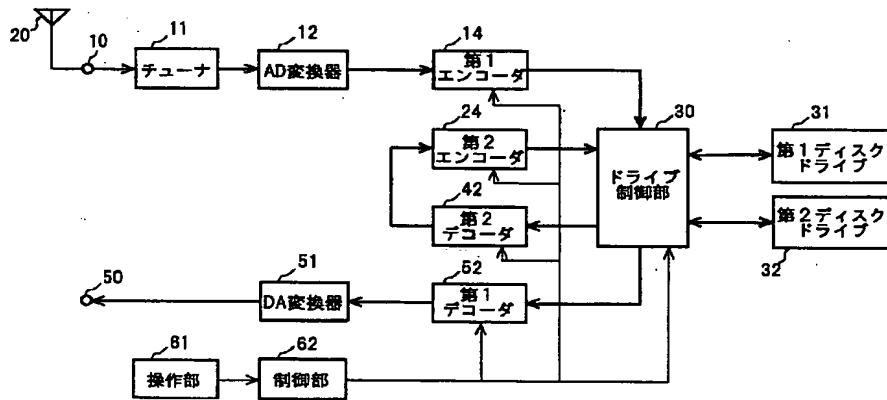 20
10
11
チューナ
12
AD変換器
14
第1
エンコーダ
24
第2
エンコーダ
42
第2
デコーダ
30
ドライブ
制御部
31
第1ディスク
ドライブ
第2ディスク
ドライブ
32
50
51
DA変換器
52
第1
デコーダ
61
操作部
62
制御部